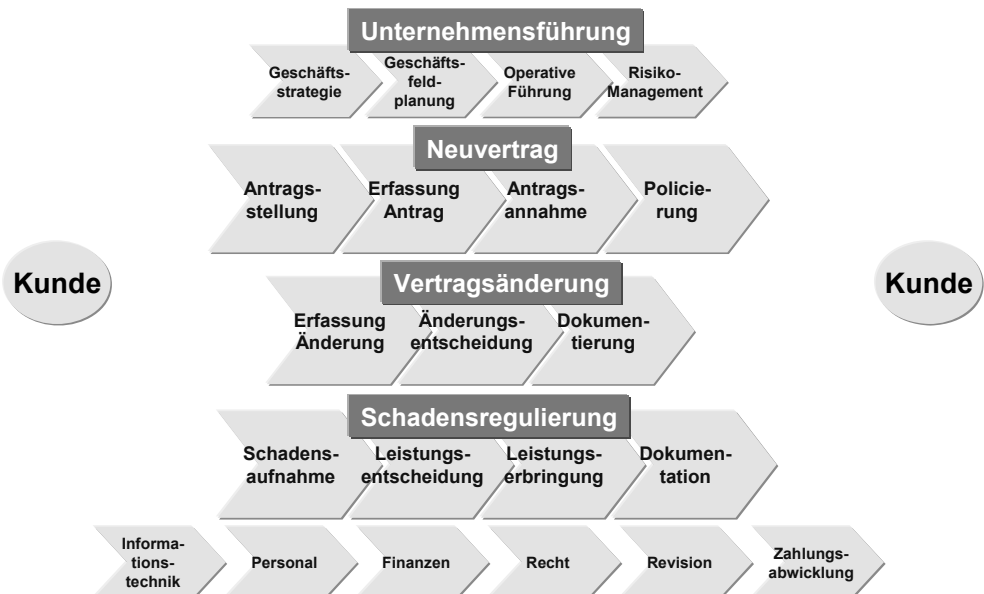 Unternehmensführung
Geschäfts-
strategie
Geschäfts-
feld-
planung
Operative
Führung
Risiko-
Management
Neuvertrag
Antrags-
stellung
Erfassung
Antrag
Antrags-
annahme
Policie-
rung
Kunde
Kunde
Vertragsänderung
Erfassung
Änderung
Änderungs-
entscheidung
Dokumen-
tierung
Schadensregulierung
Schadens-
aufnahme
Leistungs-
entscheidung
Leistungs-
erbringung
Dokumen-
tation
Informa-
tions-
technik
Personal
Finanzen
Recht
Revision
Zahlungs-
abwicklung